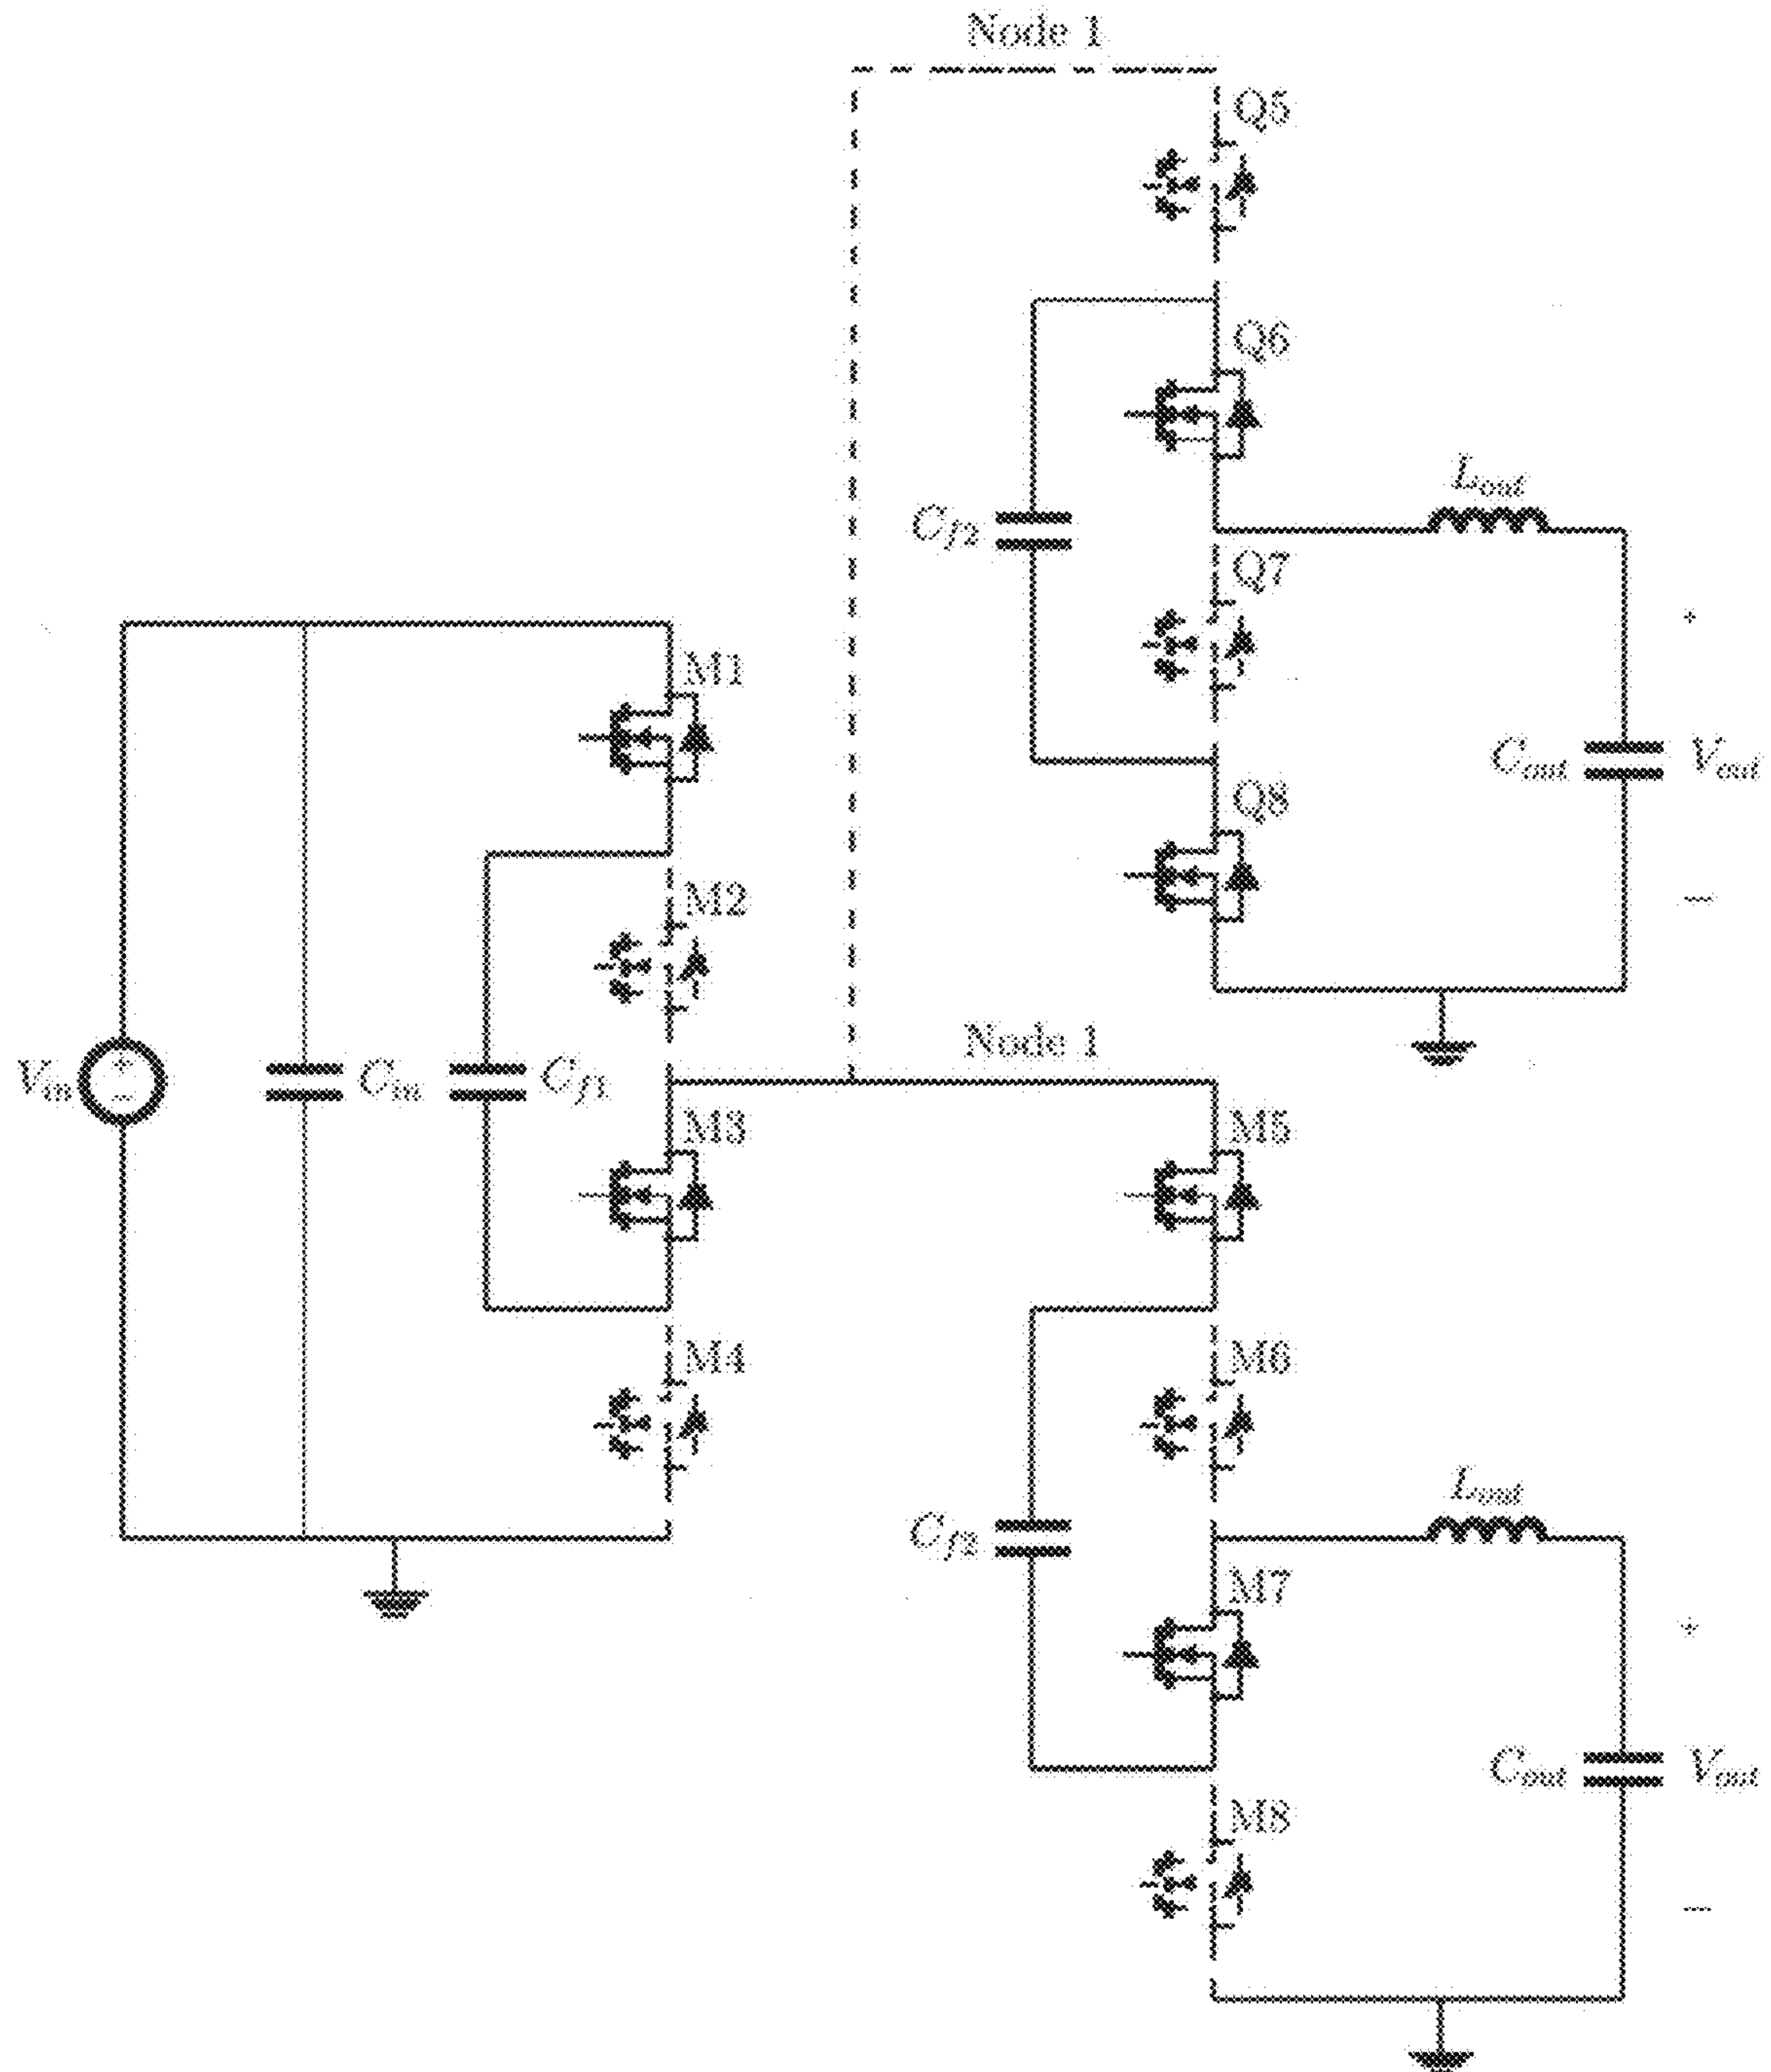 Node 1
Q5
Q6
L_out
C_f2
Q7
+
M1
C_out
V_out
Q8
M2
−
Node 1
V_in
+
−
C_in
C_f1
M3
M5
M4
M6
L_out
C_f2
M7
+
C_out
V_out
M8
−